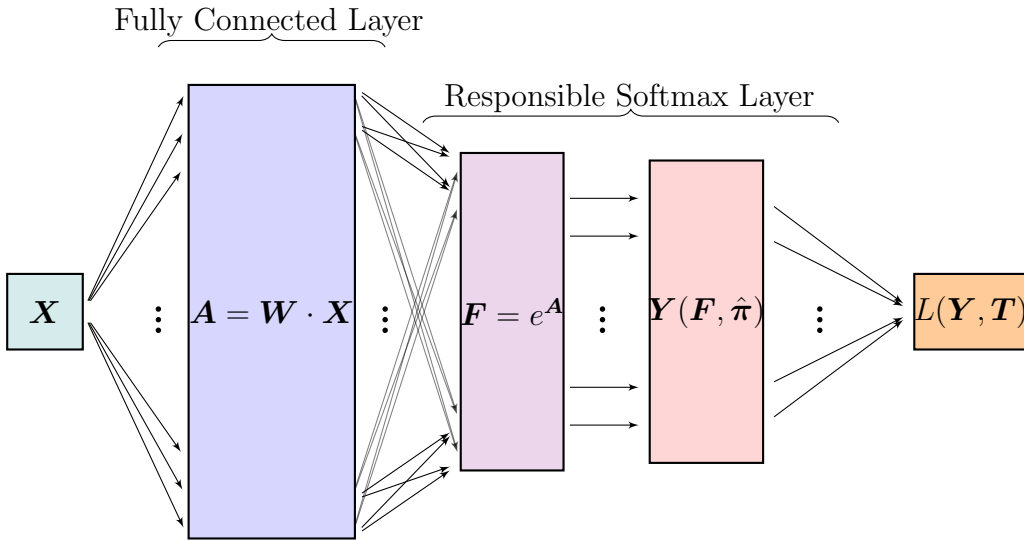 Fully Connected Layer
Responsible Softmax Layer
X
⋮
A = W · X
⋮
F = e^A
⋮
Y(F, π̂)
⋮
L(Y, T)